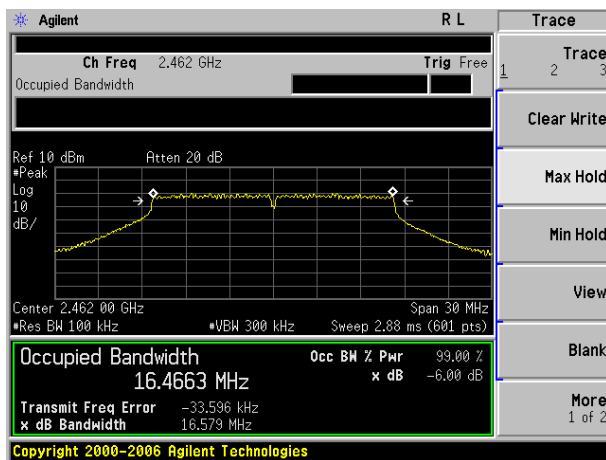 Agilent R L Trace
Ch Freq 2.462 GHz Trig Free
Occupied Bandwidth
Trace
1 2 3
Clear Write
Max Hold
Min Hold
View
Blank
More
1 of 2
Ref 10 dBm Atten 20 dB
#Peak
Log
10
dB/
Center 2.462 00 GHz Span 30 MHz
#Res BW 100 kHz #VBW 300 kHz Sweep 2.88 ms (601 pts)
Occupied Bandwidth Occ BW % Pwr 99.00 %
16.4663 MHz x dB -6.00 dB
Transmit Freq Error -33.596 kHz
x dB Bandwidth 16.579 MHz
Copyright 2000-2006 Agilent Technologies